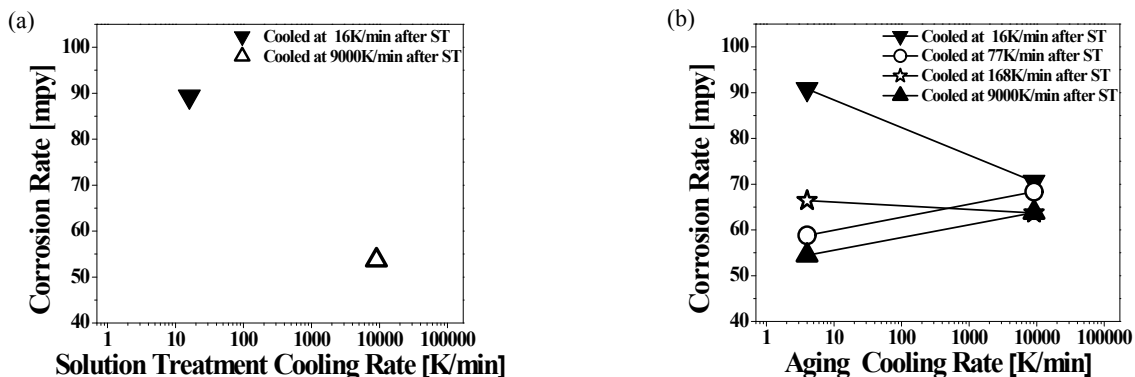 (a)
Corrosion Rate [mpy]
100
90
80
70
60
50
40
Cooled at 16K/min after ST
Cooled at 9000K/min after ST
1 10 100 1000 10000 100000
Solution Treatment Cooling Rate [K/min]
(b)
Corrosion Rate [mpy]
100
90
80
70
60
50
40
Cooled at 16K/min after ST
Cooled at 77K/min after ST
Cooled at 168K/min after ST
Cooled at 9000K/min after ST
1 10 100 1000 10000 100000
Aging Cooling Rate [K/min]